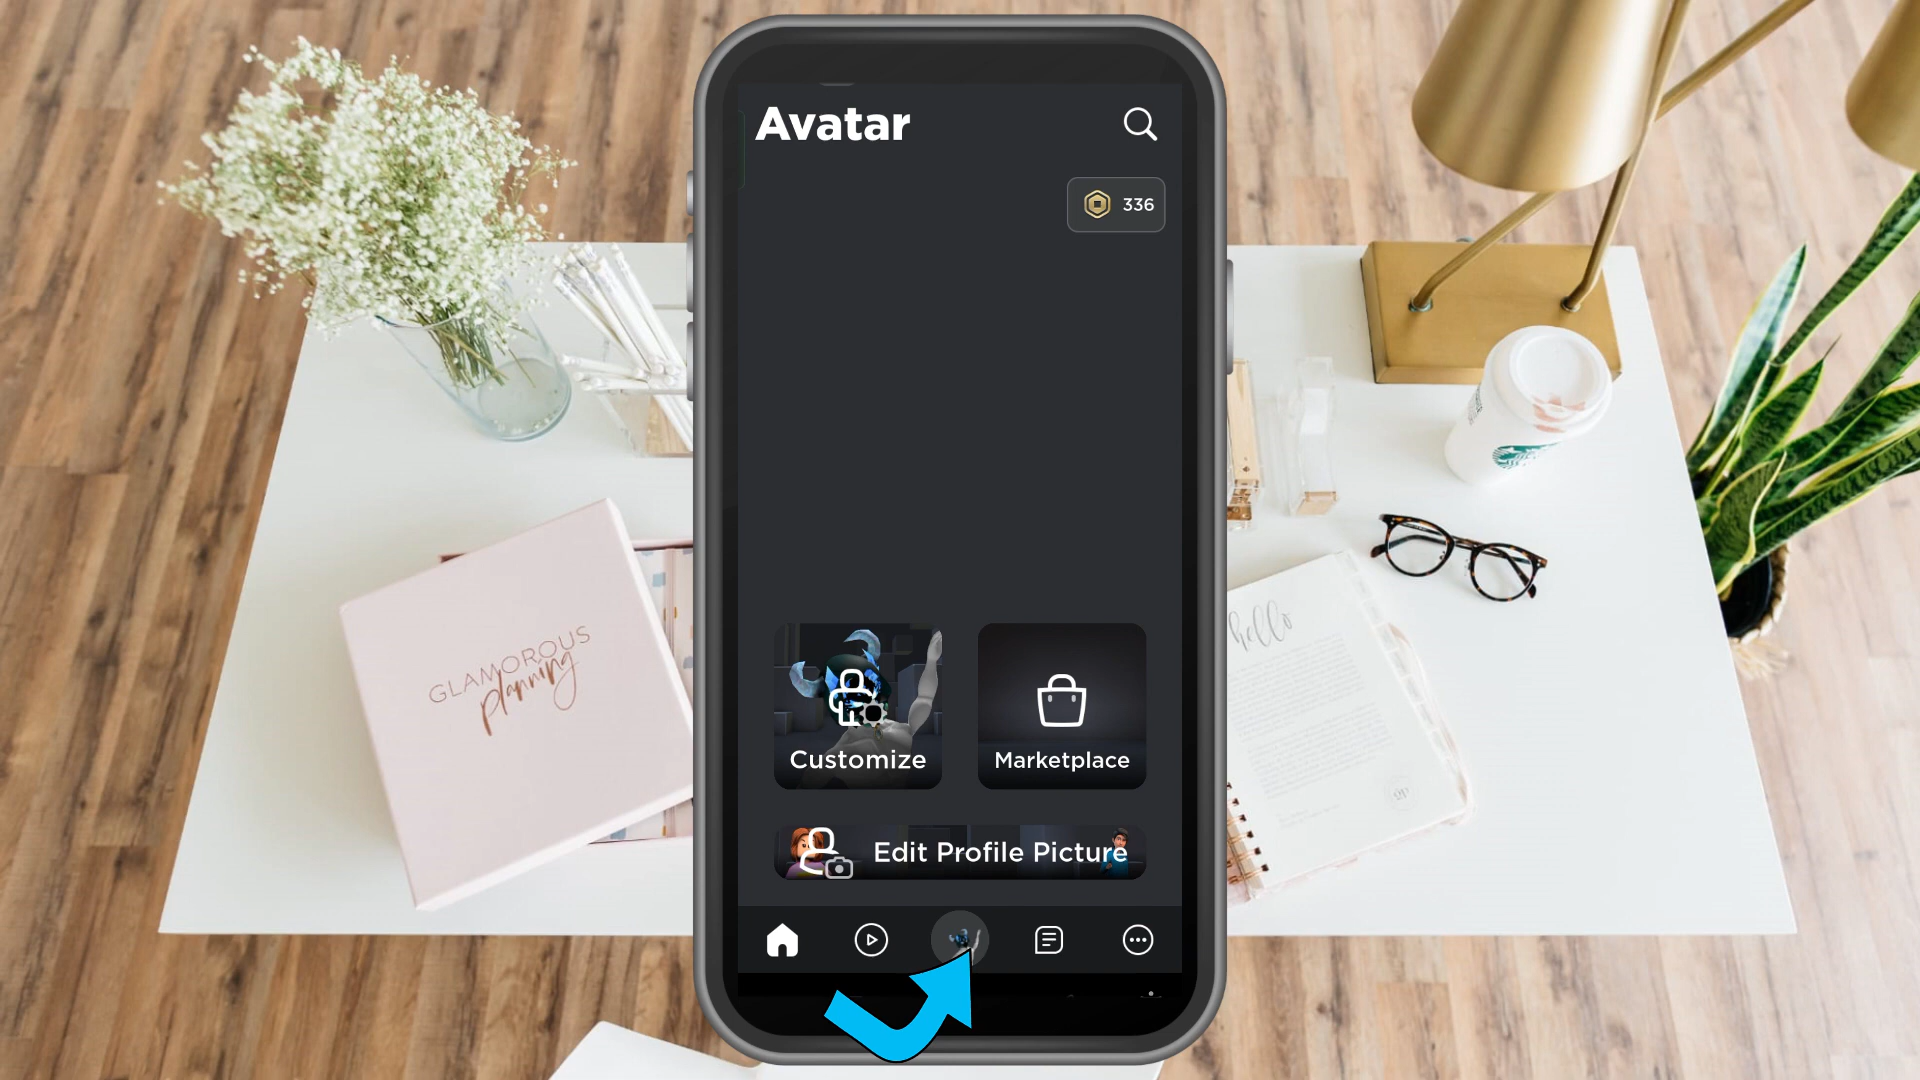 Avatar
336
Customize
Marketplace
Edit Profile Picture
GLAMOROUS
planning
hello